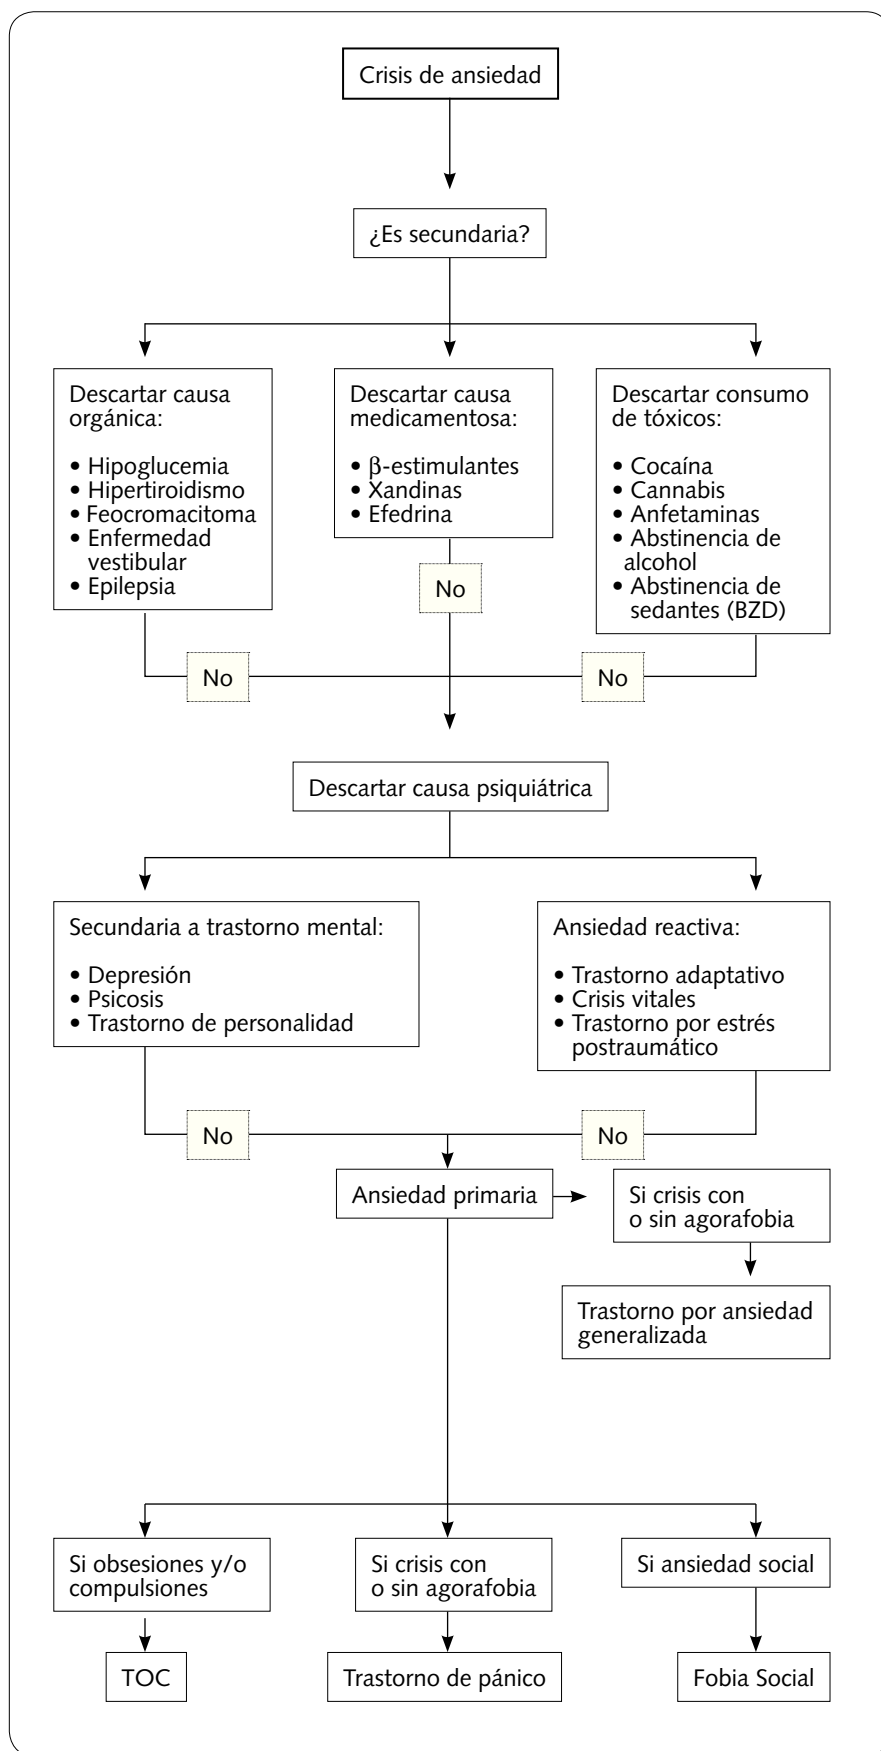 Crisis de ansiedad
¿Es secundaria?
Descartar causa
orgánica:
• Hipoglucemia
• Hipertiroidismo
• Feocromacitoma
• Enfermedad
vestibular
• Epilepsia
Descartar causa
medicamentosa:
• β-estimulantes
• Xandinas
• Efedrina
Descartar consumo
de tóxicos:
• Cocaína
• Cannabis
• Anfetaminas
• Abstinencia de
alcohol
• Abstinencia de
sedantes (BZD)
No
No
No
Descartar causa psiquiátrica
Secundaria a trastorno mental:
• Depresión
• Psicosis
• Trastorno de personalidad
Ansiedad reactiva:
• Trastorno adaptativo
• Crisis vitales
• Trastorno por estrés
postraumático
No
No
Ansiedad primaria
Si crisis con
o sin agorafobia
Trastorno por ansiedad
generalizada
Si obsesiones y/o
compulsiones
Si crisis con
o sin agorafobia
Si ansiedad social
TOC
Trastorno de pánico
Fobia Social